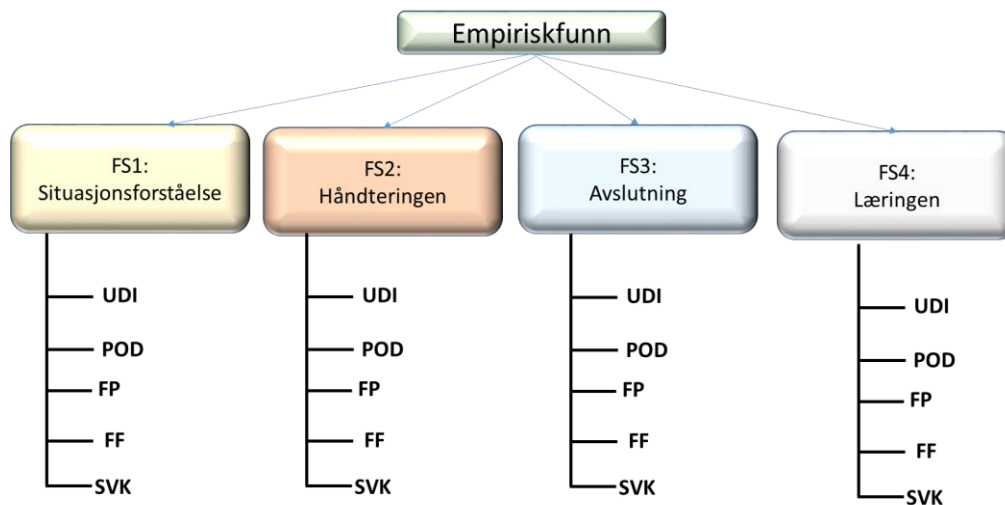 Empiriskfunn
FS1:
Situasjonsforståelse
UDI
POD
FP
FF
SVK
FS2:
Håndteringen
UDI
POD
FP
FF
SVK
FS3:
Avslutning
UDI
POD
FP
FF
SVK
FS4:
Læringen
UDI
POD
FP
FF
SVK